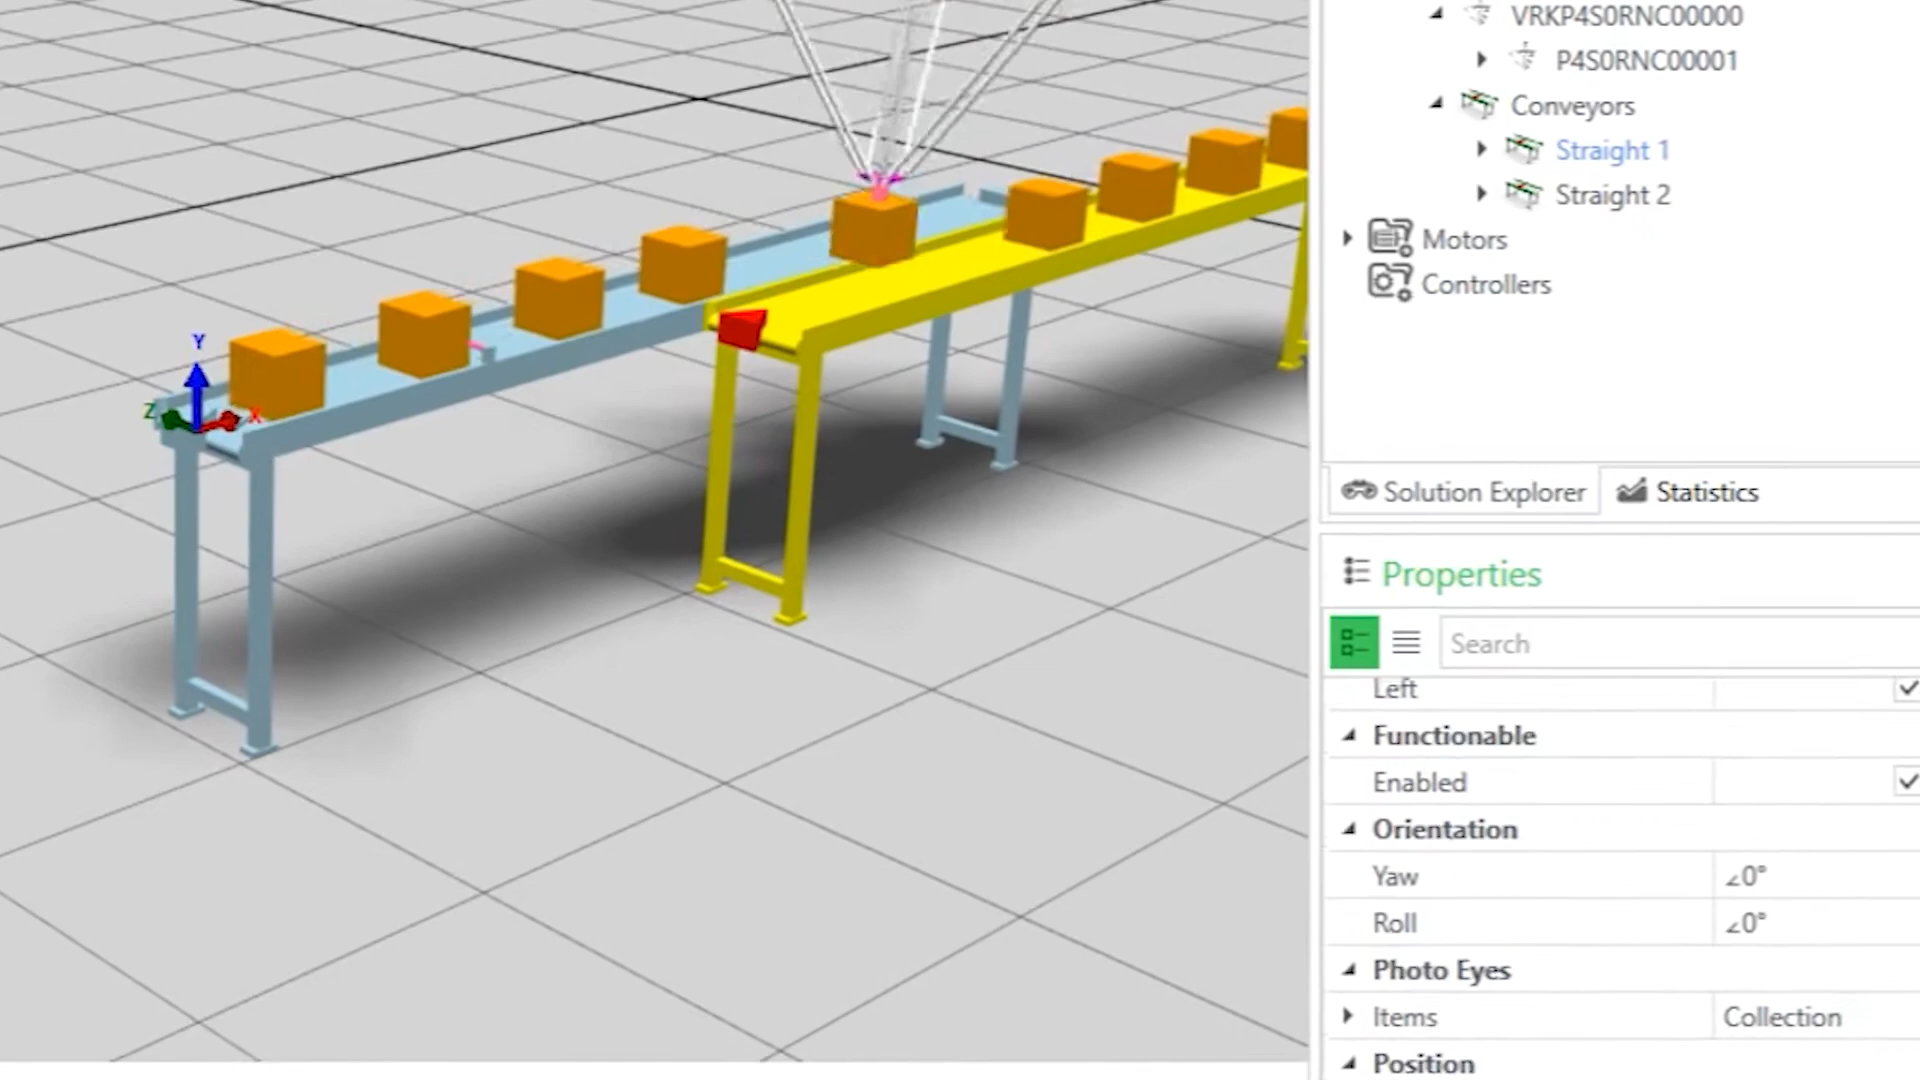 VRKP4S0RNC00000
P4S0RNC00001
Conveyors
Straight 1
Straight 2
Motors
Controllers
Solution Explorer
Statistics
Properties
Search
Left
Functionable
Enabled
Orientation
Yaw ∠0°
Roll ∠0°
Photo Eyes
Items Collection
Position
Y
Z
X